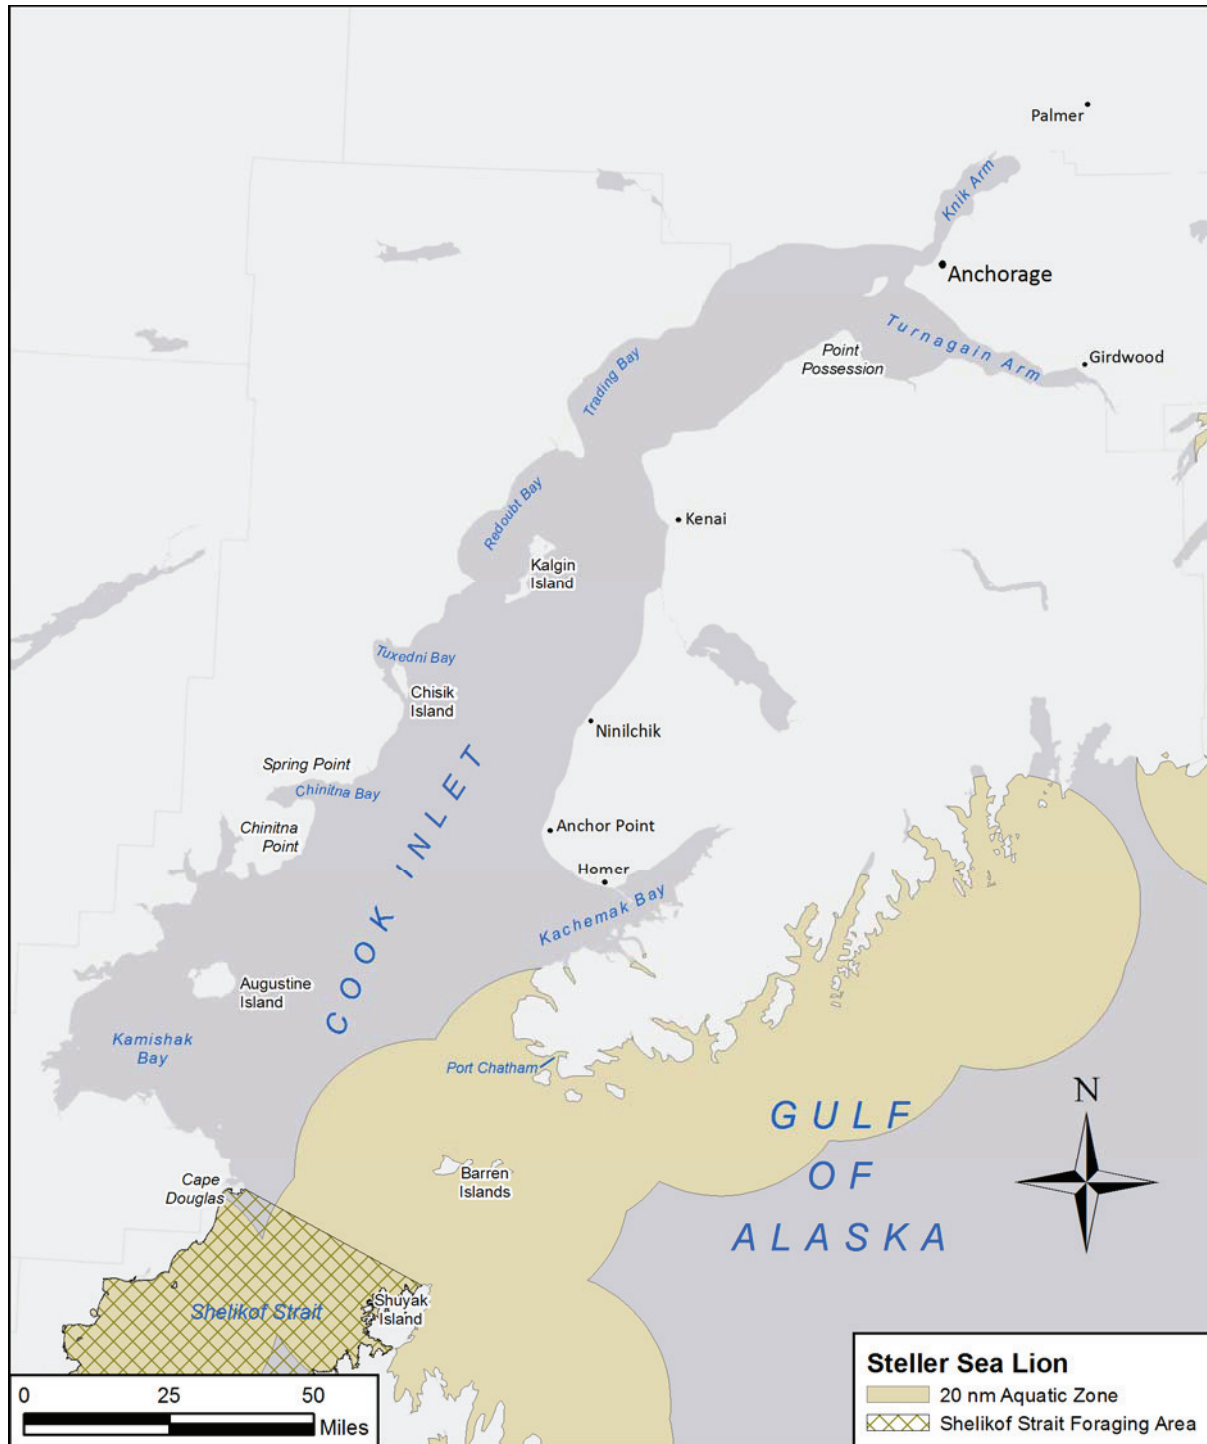 Palmer
Knik Arm
Anchorage
Turnagain Arm
Point
Possession
Girdwood
Trading Bay
Redoubt Bay
Kenai
Kalgin
Island
Tuxedni Bay
Chisik
Island
Ninilchik
Spring Point
Chinitna Bay
Chinitna
Point
Anchor Point
Homer
Kachemak Bay
COOK INLET
Augustine
Island
Kamishak
Bay
Port Chatham
GULF
OF
ALASKA
N
Barren
Islands
Cape
Douglas
Shelikof Strait
Shuyak
Island
0 25 50
Miles
Steller Sea Lion
20 nm Aquatic Zone
Shelikof Strait Foraging Area